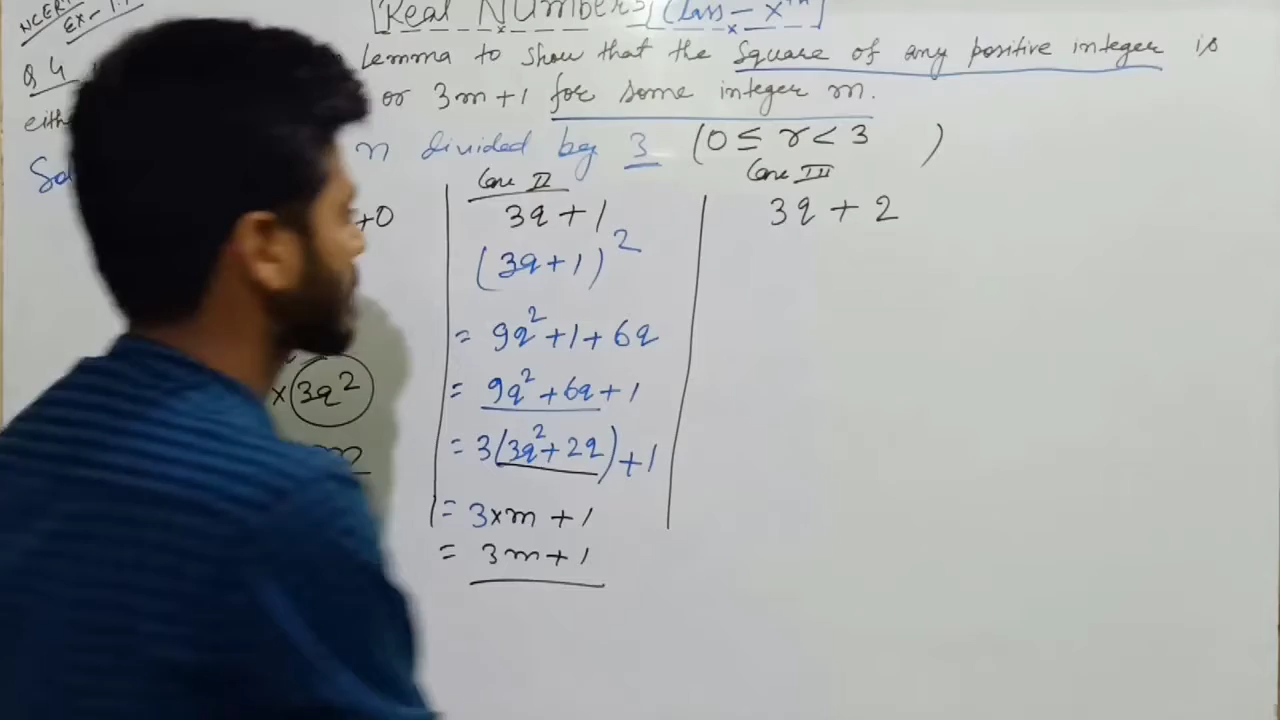 NCERT
EX-1.1
[Real Numbers] [Class - Xth]
Q 4 lemma to show that the square of any positive integer is
eith or 3m+1 for some integer m.
n divided by 3 (0 ≤ r < 3 )
+0
×3q²
Case II
3q+1
(3q+1)²
= 9q²+1+6q
= 9q²+6q+1
= 3(3q²+2q)+1
= 3×m+1
= 3m+1
Case III
3q+2